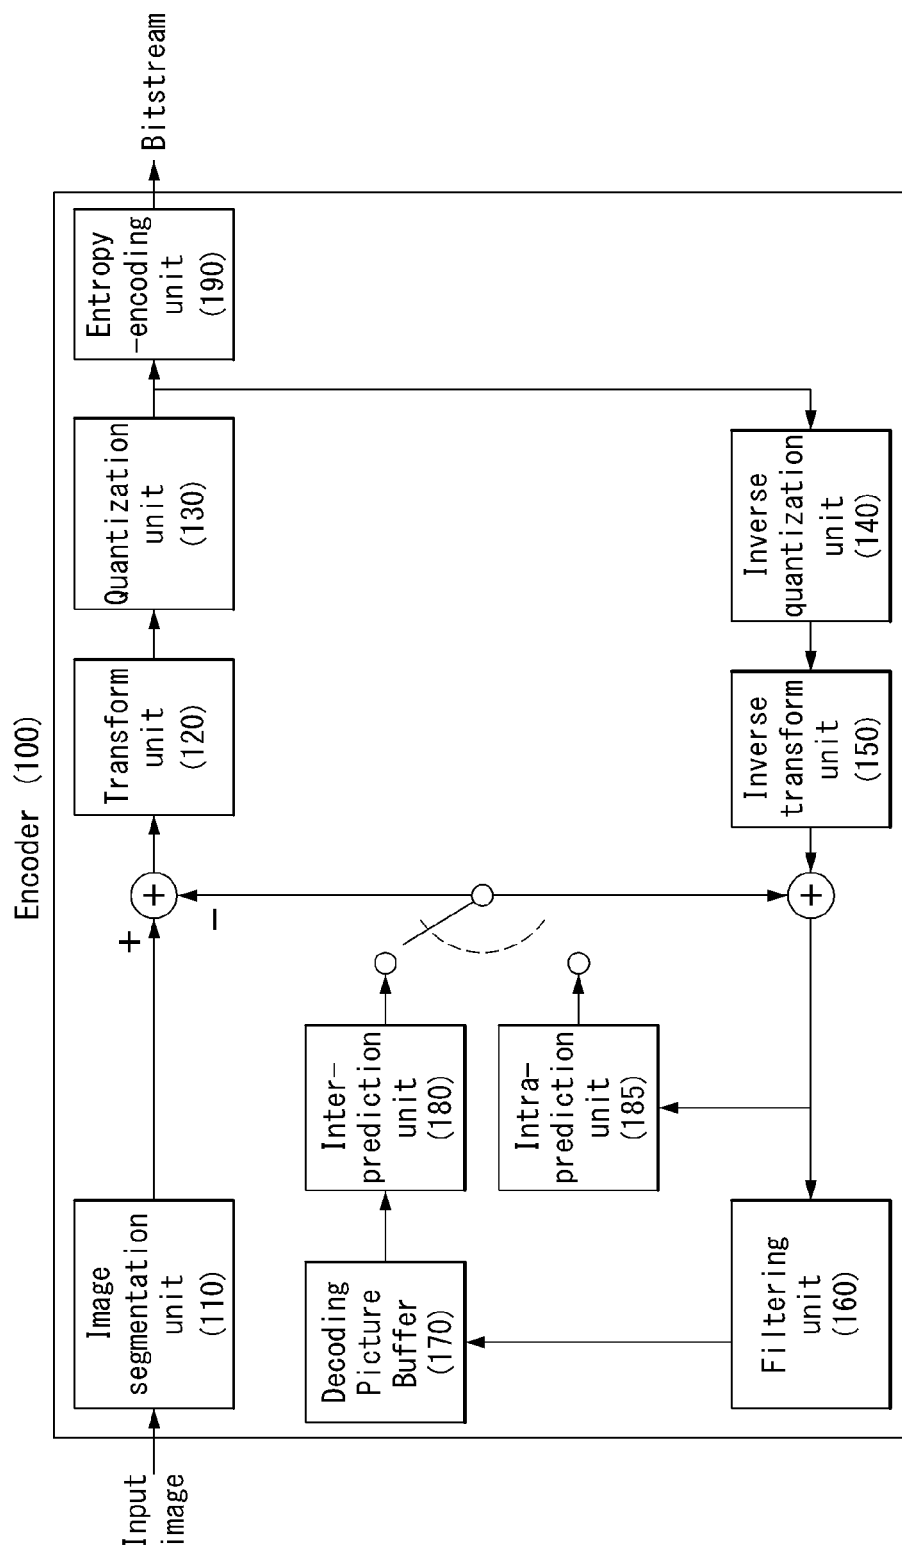 Encoder (100)
Input
image
Image
segmentation
unit
(110)
+
−
+
Transform
unit
(120)
Quantization
unit
(130)
Entropy
-encoding
unit
(190)
Bitstream
Decoding
Picture
Buffer
(170)
Inter-
prediction
unit
(180)
Intra-
prediction
unit
(185)
Filtering
unit
(160)
+
Inverse
transform
unit
(150)
Inverse
quantization
unit
(140)